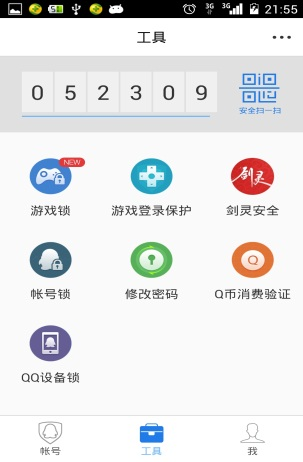 3G 3G 21:55
工具
0 5 2 3 0 9
安全扫一扫
NEW
剑灵
游戏锁 游戏登录保护 剑灵安全
Q
帐号锁 修改密码 Q币消费验证
QQ设备锁
帐号 工具 我